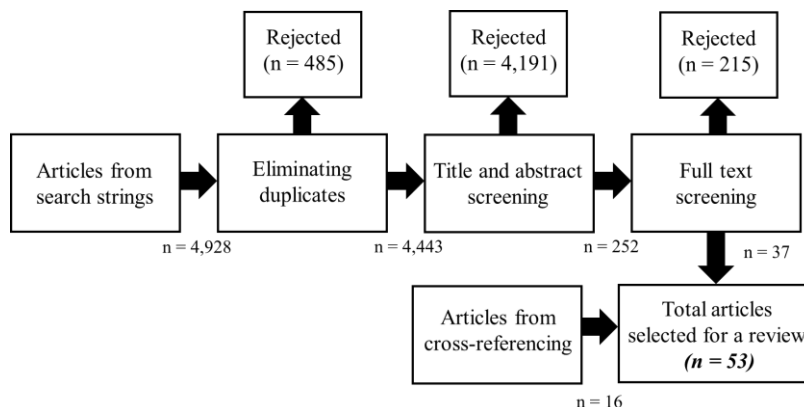 Rejected
(n = 485)
Rejected
(n = 4,191)
Rejected
(n = 215)
Articles from
search strings
Eliminating
duplicates
Title and abstract
screening
Full text
screening
n = 4,928
n = 4,443
n = 252
n = 37
Articles from
cross-referencing
Total articles
selected for a review
(n = 53)
n = 16